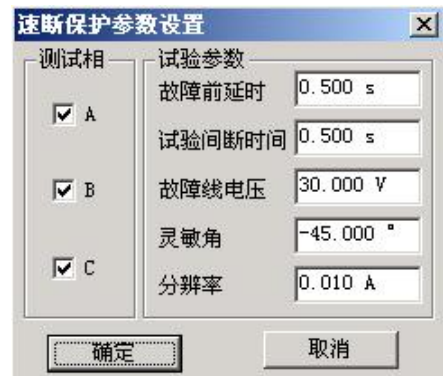 速断保护参数设置
测试相
A
B
C
试验参数
故障前延时 0.500 s
试验间断时间 0.500 s
故障线电压 30.000 V
灵敏角 -45.000 °
分辨率 0.010 A
确定
取消